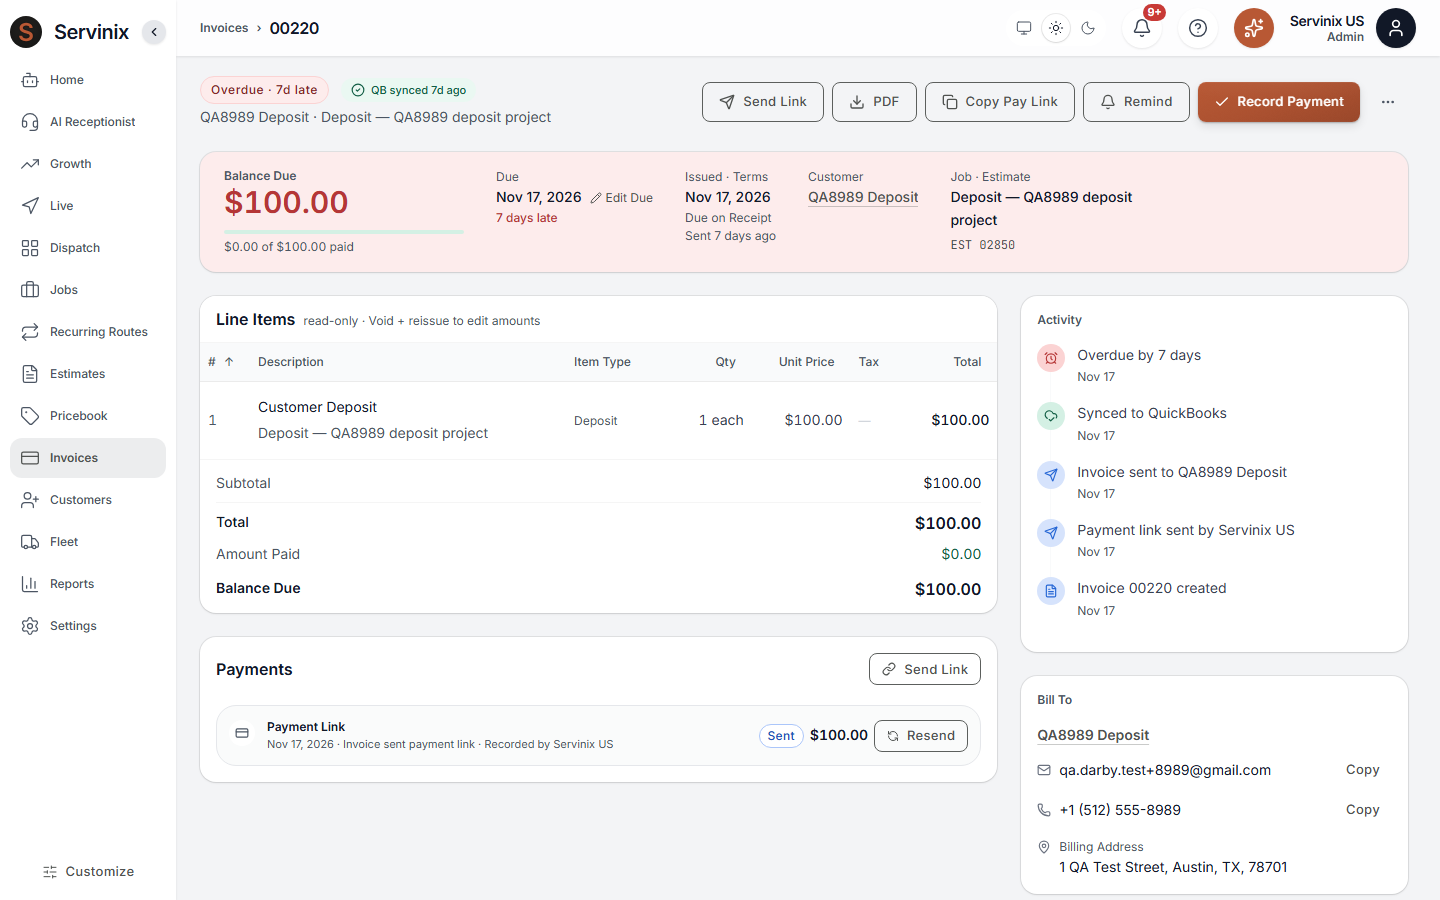 Servinix
Home
AI Receptionist
Growth
Live
Dispatch
Jobs
Recurring Routes
Estimates
Pricebook
Invoices
Customers
Fleet
Reports
Settings
Customize
Invoices › 00220
9+
Servinix US
Admin
Overdue · 7d late
QB synced 7d ago
QA8989 Deposit · Deposit — QA8989 deposit project
Send Link
PDF
Copy Pay Link
Remind
Record Payment
Balance Due
$100.00
$0.00 of $100.00 paid
Due
Nov 17, 2026
Edit Due
7 days late
Issued · Terms
Nov 17, 2026
Due on Receipt
Sent 7 days ago
Customer
QA8989 Deposit
Job · Estimate
Deposit — QA8989 deposit
project
EST 02850
Line Items read-only · Void + reissue to edit amounts
# ↑ Description Item Type Qty Unit Price Tax Total
1 Customer Deposit Deposit 1 each $100.00 — $100.00
Deposit — QA8989 deposit project
Subtotal $100.00
Total $100.00
Amount Paid $0.00
Balance Due $100.00
Payments
Send Link
Payment Link
Nov 17, 2026 · Invoice sent payment link · Recorded by Servinix US
Sent $100.00 Resend
Activity
Overdue by 7 days
Nov 17
Synced to QuickBooks
Nov 17
Invoice sent to QA8989 Deposit
Nov 17
Payment link sent by Servinix US
Nov 17
Invoice 00220 created
Nov 17
Bill To
QA8989 Deposit
qa.darby.test+8989@gmail.com Copy
+1 (512) 555-8989 Copy
Billing Address
1 QA Test Street, Austin, TX, 78701